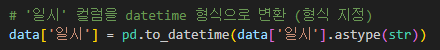 # '일시' 컬럼을 datetime 형식으로 변환 (형식 지정)
data['일시'] = pd.to_datetime(data['일시'].astype(str))